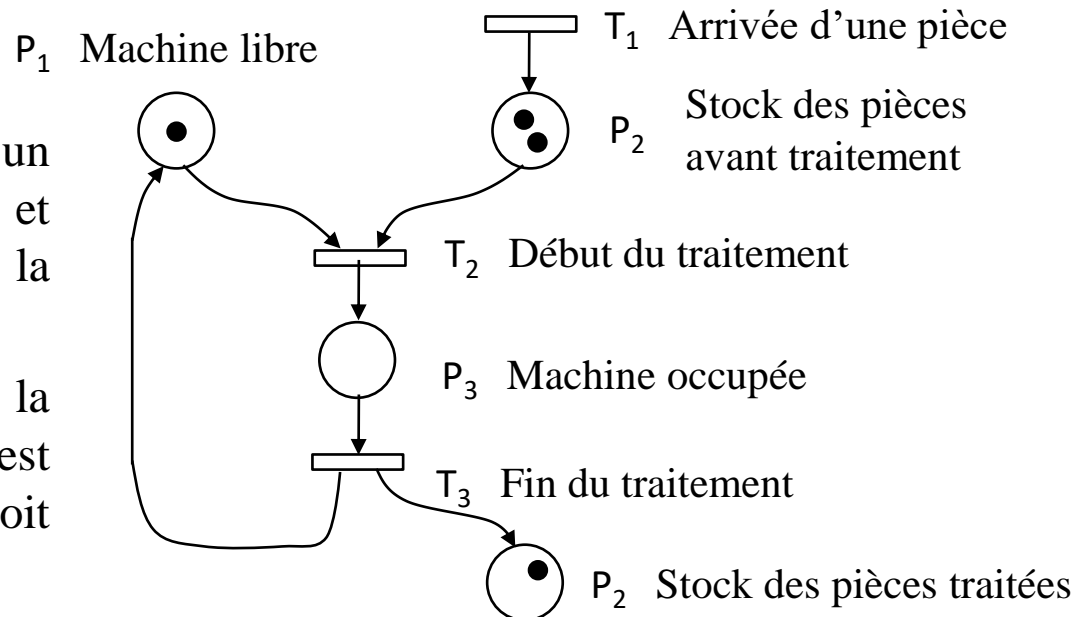 T1 Arrivée d’une pièce
P1 Machine libre
P2 Stock des pièces
avant traitement
un
et
la
T2 Début du traitement
la
P3 Machine occupée
est
T3 Fin du traitement
oit
P2 Stock des pièces traitées